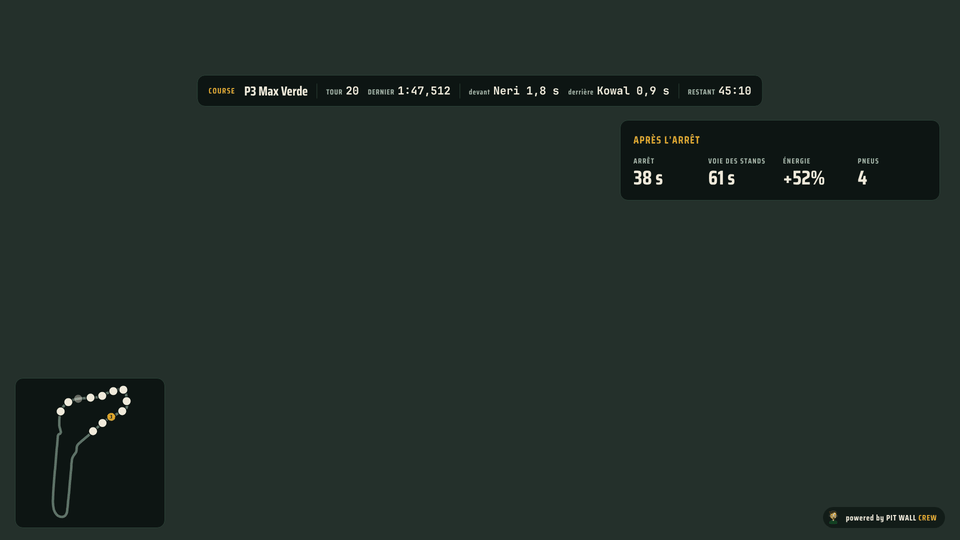 COURSE P3 Max Verde TOUR 20 DERNIER 1:47,512 devant Neri 1,8 s derrière Kowal 0,9 s RESTANT 45:10
APRÈS L'ARRÊT
ARRÊT VOIE DES STANDS ÉNERGIE PNEUS
38 s 61 s +52% 4
powered by PIT WALL CREW